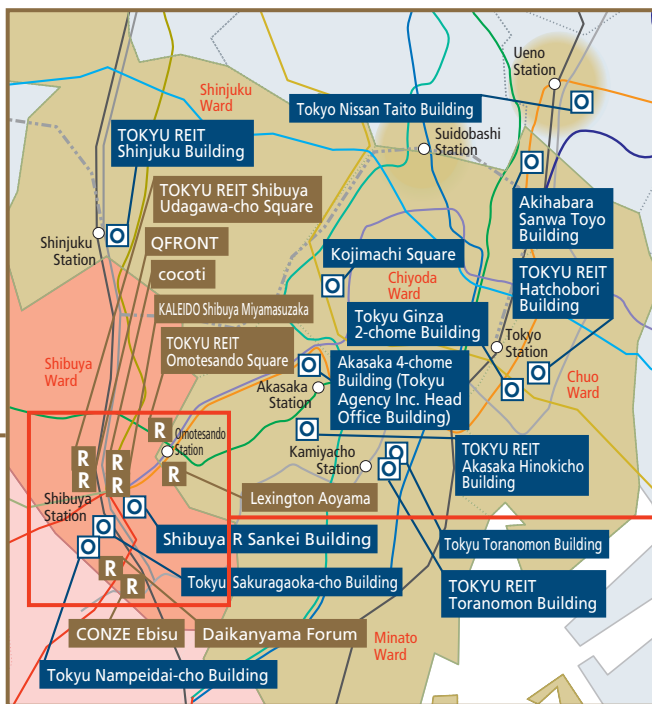 Ueno
Station
Shinjuku
Ward
Tokyo Nissan Taito Building
O
TOKYU REIT
Shinjuku Building
Suidobashi
Station
O
TOKYU REIT Shibuya
Udagawa-cho Square
Akihabara
Sanwa Toyo
Building
Shinjuku
Station
O
QFRONT
Kojimachi Square
cocoti
O
Chiyoda
Ward
TOKYU REIT
Hatchobori
Building
KALEIDO Shibuya Miyamasuzaka
Tokyu Ginza
2-chome Building
TOKYU REIT
Omotesando Square
Tokyo
Station
Shibuya
Ward
O
Akasaka
Station
Akasaka 4-chome
Building (Tokyu
Agency Inc. Head
Office Building)
O
O
Chuo
Ward
R
Omotesando
Station
O
Kamiyacho
Station
O
O
TOKYU REIT
Akasaka Hinokicho
Building
R
R
R
R
R
Lexington Aoyama
Shibuya
Station
O
O
O
Shibuya R Sankei Building
Tokyu Toranomon Building
R
R
Tokyu Sakuragaoka-cho Building
TOKYU REIT
Toranomon Building
CONZE Ebisu
Daikanyama Forum
Minato
Ward
Tokyu Nampeidai-cho Building